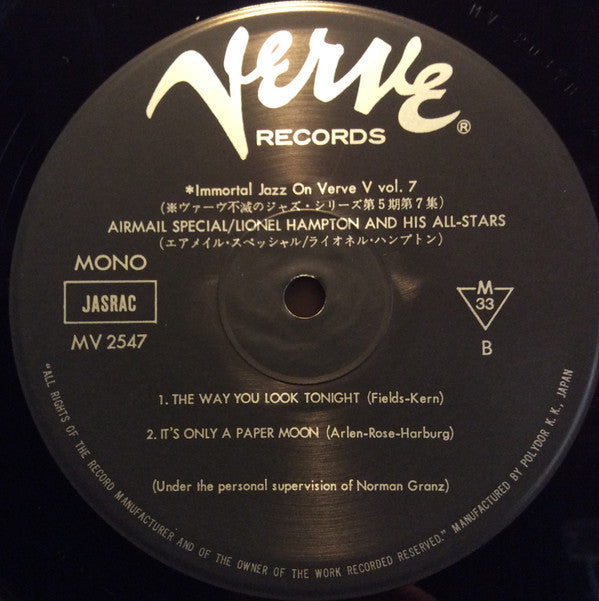 Verve
RECORDS ®
*Immortal Jazz On Verve V vol. 7
(※ヴァーヴ不滅のジャズ・シリーズ第5期第7集)
AIRMAIL SPECIAL/LIONEL HAMPTON AND HIS ALL-STARS
(エアメイル・スペッシャル/ライオネル・ハンプトン)
MONO
JASRAC
MV 2547
M
33
B
1. THE WAY YOU LOOK TONIGHT (Fields-Kern)
2. IT'S ONLY A PAPER MOON (Arlen-Rose-Harburg)
(Under the personal supervision of Norman Granz)
"ALL RIGHTS OF THE RECORD MANUFACTURER AND OF THE OWNER OF THE WORK RECORDED RESERVED." MANUFACTURED BY POLYDOR K.K., JAPAN